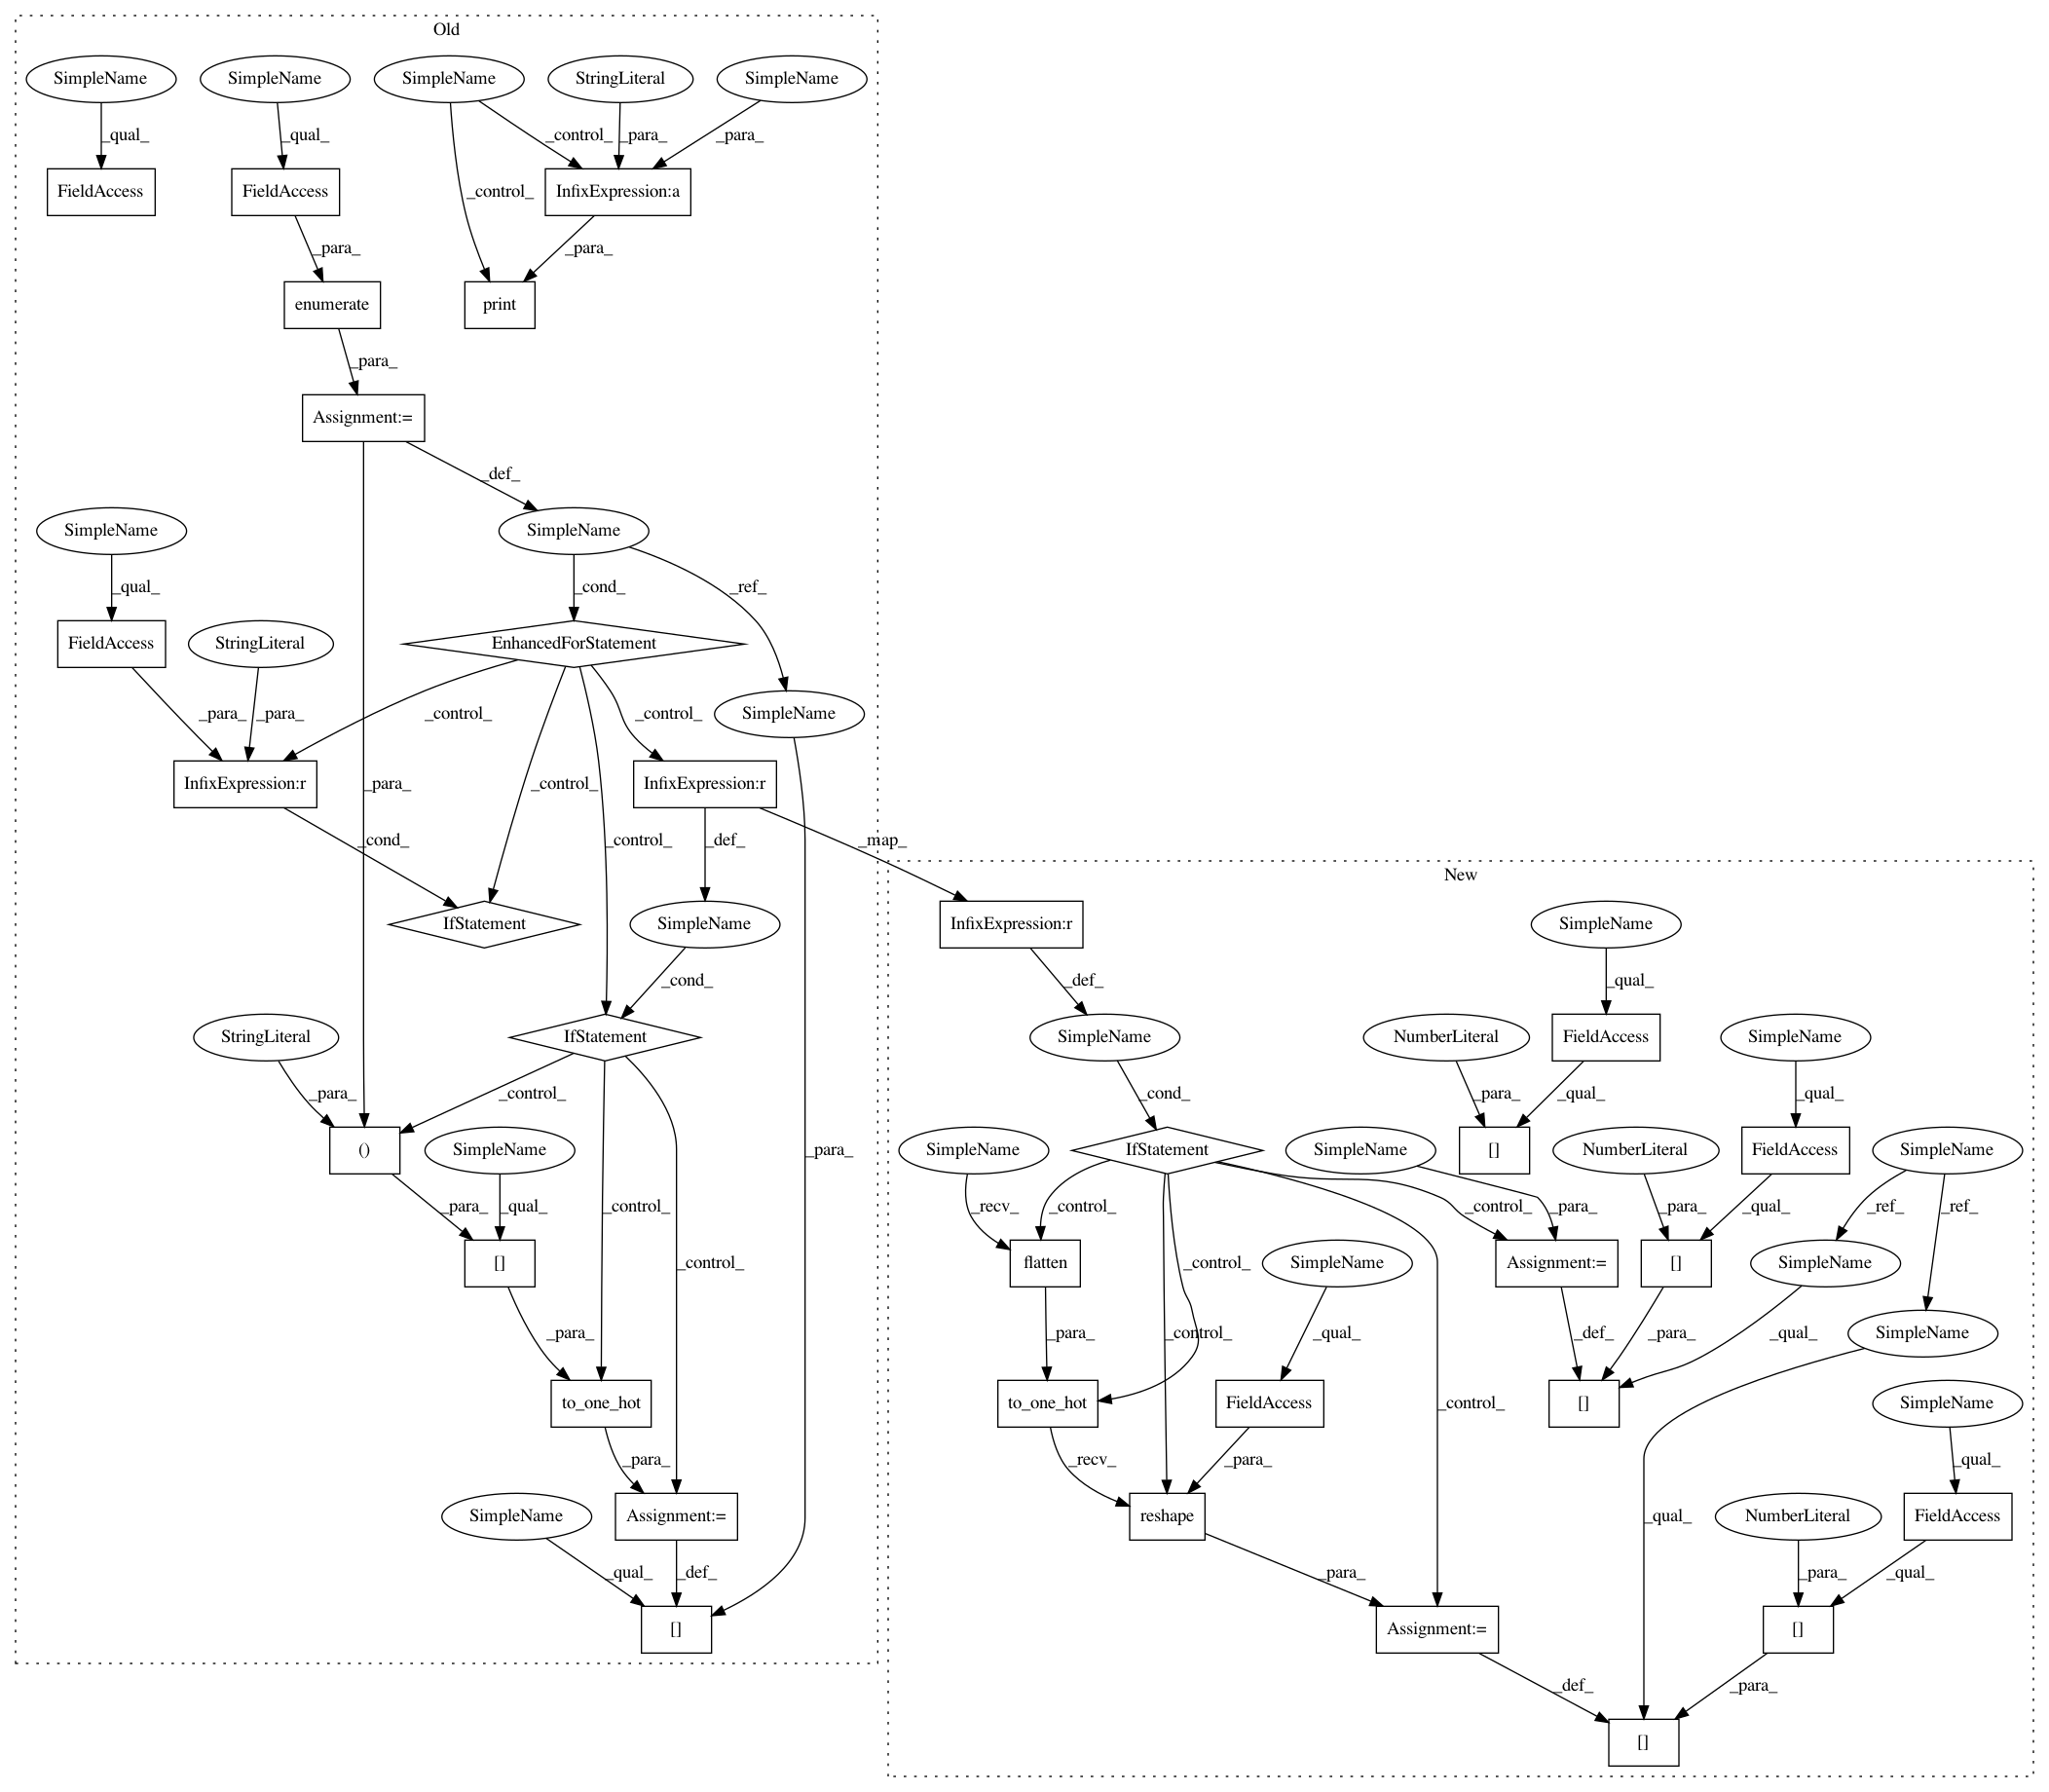 Old
SimpleName
SimpleName
SimpleName
StringLiteral
SimpleName
_qual_
_qual_
_control_
_para_
_para_
FieldAccess
FieldAccess
InfixExpression:a
_control_
_para_
_para_
enumerate
print
_para_
Assignment:=
_def_
SimpleName
SimpleName
_qual_
_cond_
_ref_
FieldAccess
StringLiteral
EnhancedForStatement
SimpleName
_para_
_para_
_control_
_control_
InfixExpression:r
InfixExpression:r
_para_
_control_
_cond_
_control_
_def_
_map_
New
IfStatement
SimpleName
InfixExpression:r
SimpleName
_cond_
_def_
_qual_
StringLiteral
IfStatement
SimpleName
NumberLiteral
FieldAccess
SimpleName
_para_
_control_
_cond_
_para_
_qual_
_qual_
()
SimpleName
_para_
SimpleName
IfStatement
SimpleName
[]
NumberLiteral
FieldAccess
SimpleName
_para_
_qual_
_control_
_recv_
_control_
_control_
_para_
_para_
_qual_
_ref_
_ref_
[]
_control_
flatten
_control_
SimpleName
Assignment:=
[]
SimpleName
_para_
_para_
_control_
_qual_
_def_
_para_
_qual_
SimpleName
to_one_hot
to_one_hot
FieldAccess
_control_
[]
SimpleName
_para_
_recv_
_para_
_qual_
SimpleName
Assignment:=
reshape
_qual_
NumberLiteral
FieldAccess
_qual_
_def_
_para_
_para_
_qual_
[]
Assignment:=
[]
_def_
_para_
[]